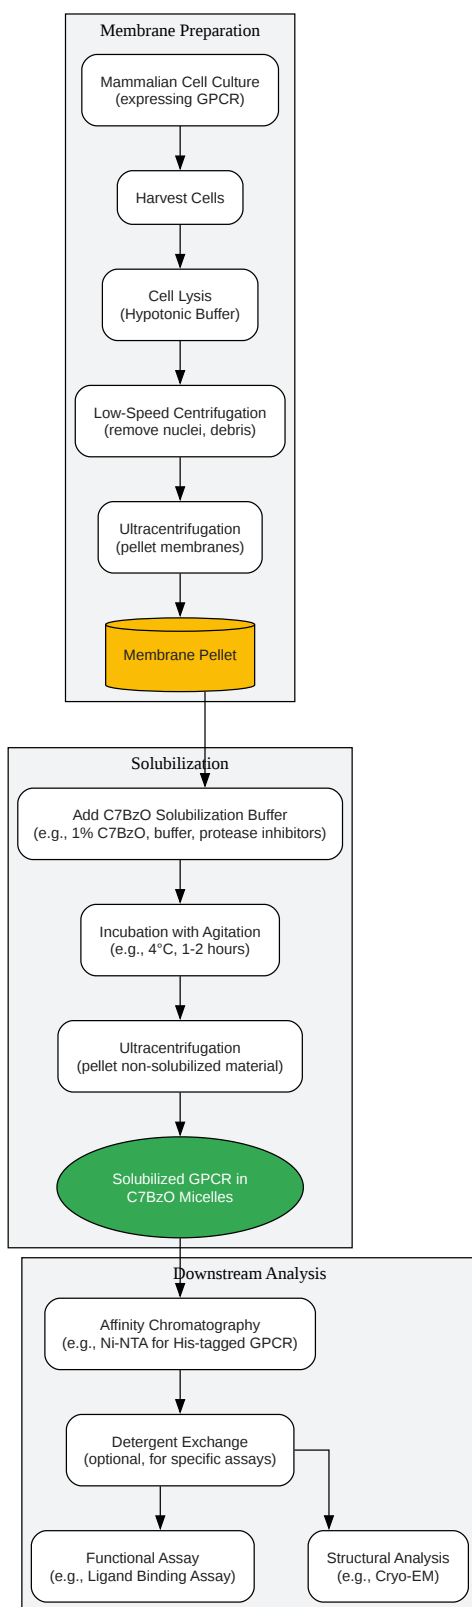 Membrane Preparation
Mammalian Cell Culture
(expressing GPCR)
Harvest Cells
Cell Lysis
(Hypotonic Buffer)
Low-Speed Centrifugation
(remove nuclei, debris)
Ultracentrifugation
(pellet membranes)
Membrane Pellet
Solubilization
Add C7BzO Solubilization Buffer
(e.g., 1% C7BzO, buffer, protease inhibitors)
Incubation with Agitation
(e.g., 4°C, 1-2 hours)
Ultracentrifugation
(pellet non-solubilized material)
Solubilized GPCR in
C7BzO Micelles
Downstream Analysis
Affinity Chromatography
(e.g., Ni-NTA for His-tagged GPCR)
Detergent Exchange
(optional, for specific assays)
Functional Assay
(e.g., Ligand Binding Assay)
Structural Analysis
(e.g., Cryo-EM)